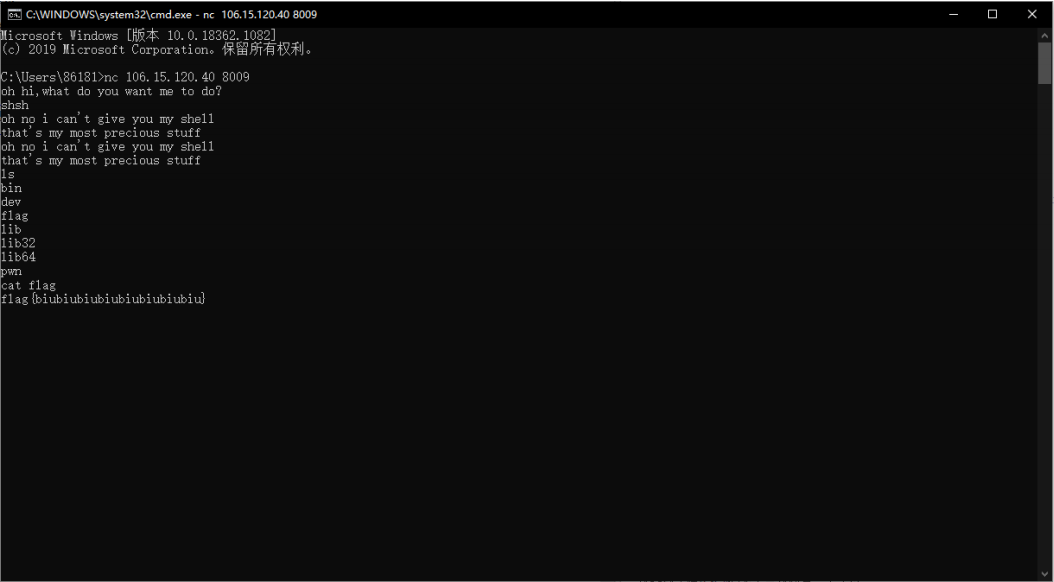 C:\WINDOWS\system32\cmd.exe - nc 106.15.120.40 8009
Microsoft Windows [版本 10.0.18362.1082]
(c) 2019 Microsoft Corporation。保留所有权利。
C:\Users\86181>nc 106.15.120.40 8009
oh hi,what do you want me to do?
shsh
oh no i can't give you my shell
that's my most precious stuff
oh no i can't give you my shell
that's my most precious stuff
ls
bin
dev
flag
lib
lib32
lib64
pwn
cat flag
flag{biubiubiubiubiubiubiubiu}